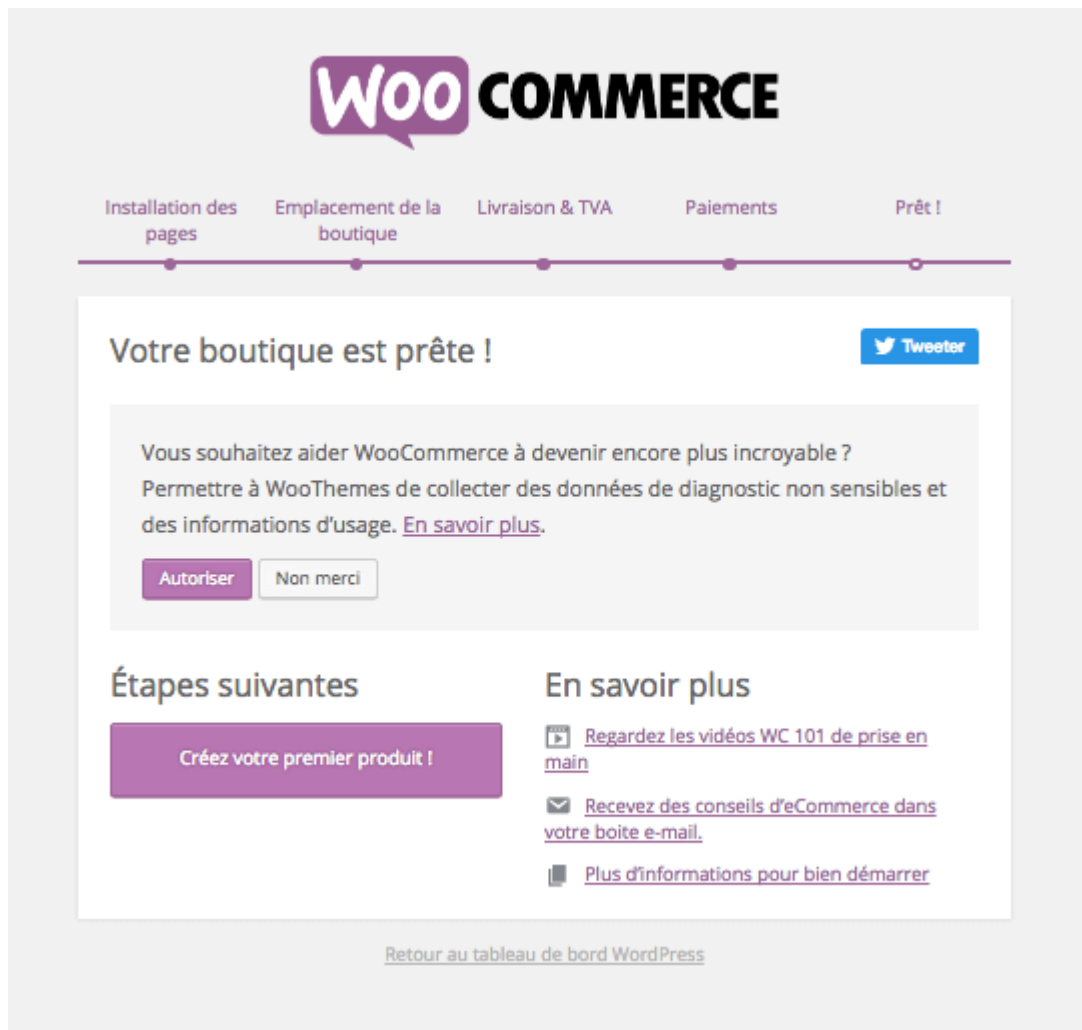 WOO COMMERCE
Installation des
pages
Emplacement de la
boutique
Livraison & TVA
Paiements
Prêt !
Votre boutique est prête !
Tweeter
Vous souhaitez aider WooCommerce à devenir encore plus incroyable ?
Permettre à WooThemes de collecter des données de diagnostic non sensibles et
des informations d'usage. En savoir plus.
Autoriser
Non merci
Étapes suivantes
Créez votre premier produit !
En savoir plus
Regardez les vidéos WC 101 de prise en
main
Recevez des conseils d'eCommerce dans
votre boite e-mail.
Plus d'informations pour bien démarrer
Retour au tableau de bord WordPress